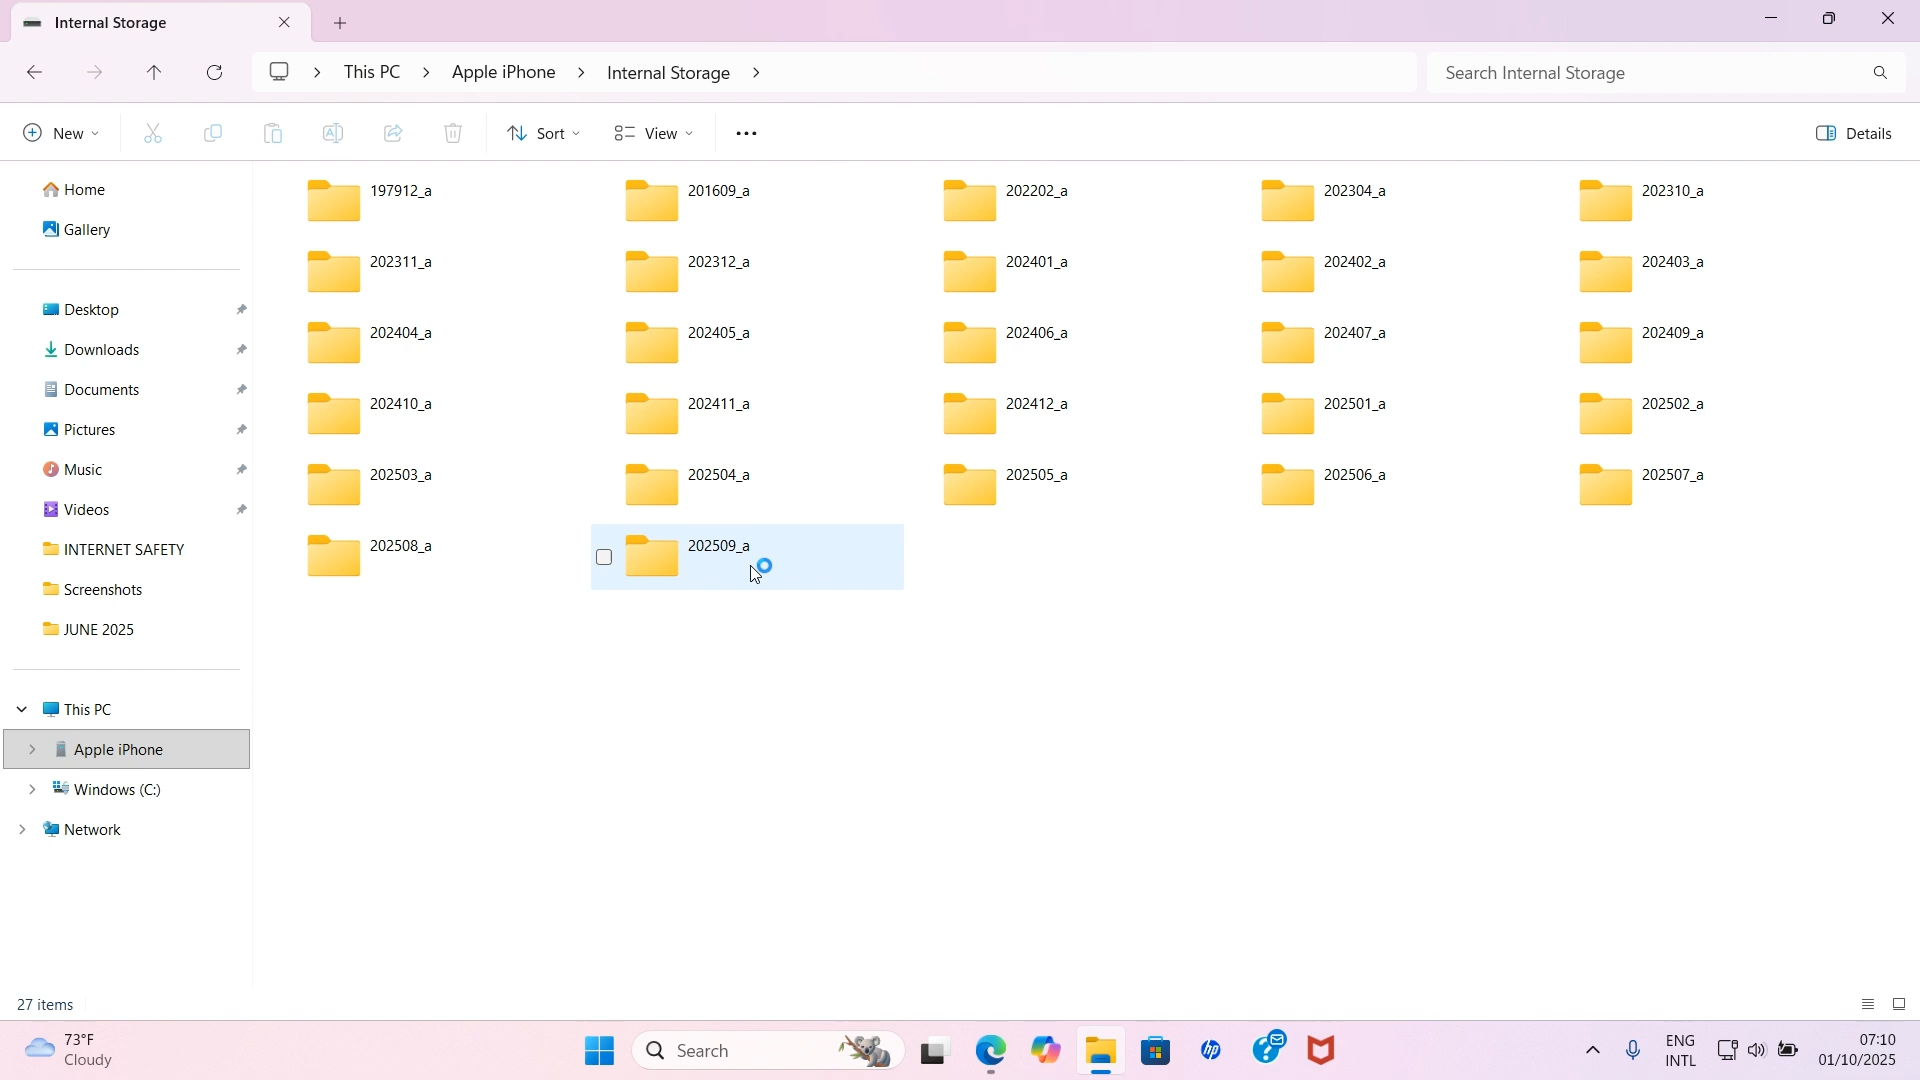 Internal Storage
This PC > Apple iPhone > Internal Storage >
Search Internal Storage
New
Sort
View
Details
Home
Gallery
Desktop
Downloads
Documents
Pictures
Music
Videos
INTERNET SAFETY
Screenshots
JUNE 2025
This PC
Apple iPhone
Windows (C:)
Network
197912_a 201609_a 202202_a 202304_a 202310_a
202311_a 202312_a 202401_a 202402_a 202403_a
202404_a 202405_a 202406_a 202407_a 202409_a
202410_a 202411_a 202412_a 202501_a 202502_a
202503_a 202504_a 202505_a 202506_a 202507_a
202508_a 202509_a
27 items
73°F
Cloudy
Search
hp
ENG
INTL
07:10
01/10/2025